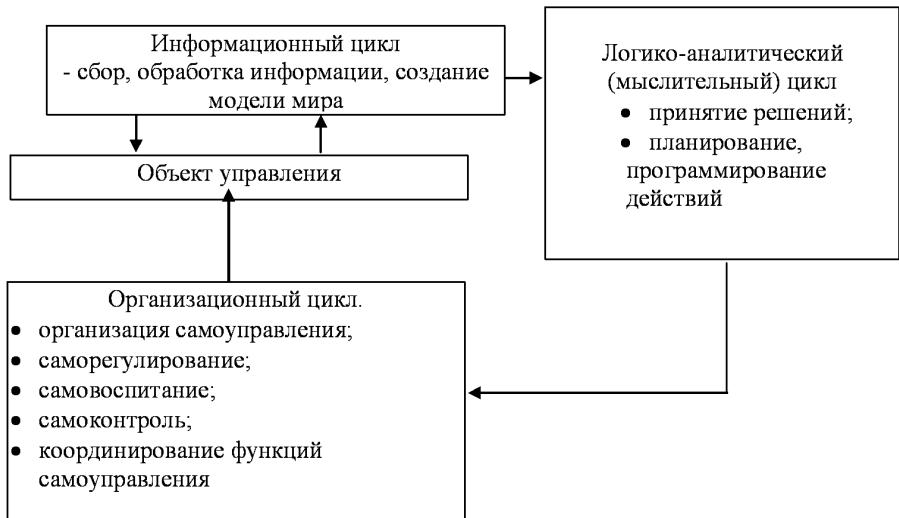 Информационный цикл
- сбор, обработка информации, создание
модели мира
Логико-аналитический
(мыслительный) цикл
• принятие решений;
• планирование,
программирование
действий
Объект управления
Организационный цикл.
• организация самоуправления;
• саморегулирование;
• самовоспитание;
• самоконтроль;
• координирование функций
самоуправления